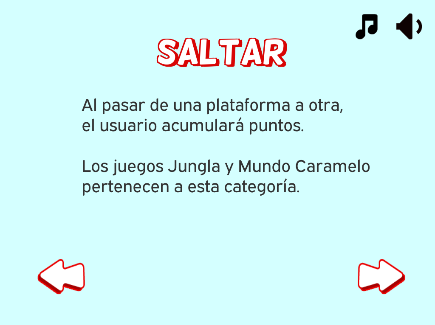 SALTAR
Al pasar de una plataforma a otra,
el usuario acumulará puntos.
Los juegos Jungla y Mundo Caramelo
pertenecen a esta categoría.